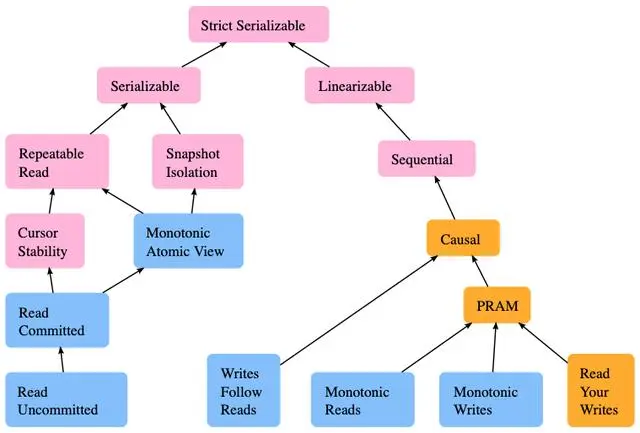 Strict Serializable
Serializable
Linearizable
Repeatable
Read
Snapshot
Isolation
Sequential
Cursor
Stability
Monotonic
Atomic View
Causal
Read
Committed
PRAM
Read
Uncommitted
Writes
Follow
Reads
Monotonic
Reads
Monotonic
Writes
Read
Your
Writes